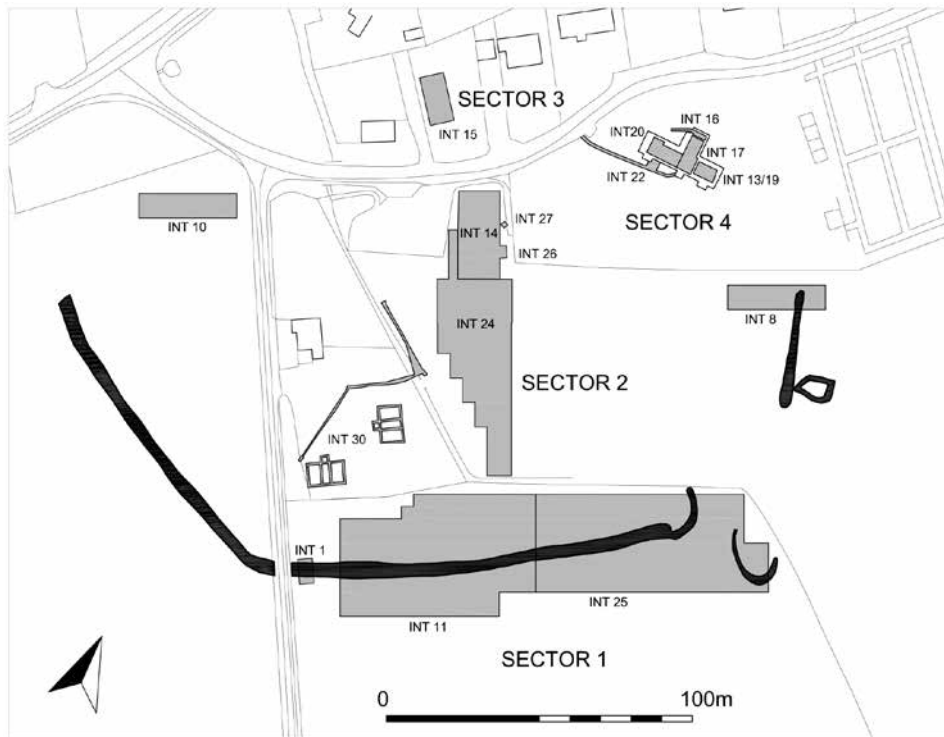 SECTOR 3
INT 15
INT 16
INT20
INT 17
INT 22
INT 13/19
INT 10
INT 14
INT 27
SECTOR 4
INT 26
INT 24
INT 8
SECTOR 2
INT 30
INT 1
INT 25
INT 11
SECTOR 1
0 100m